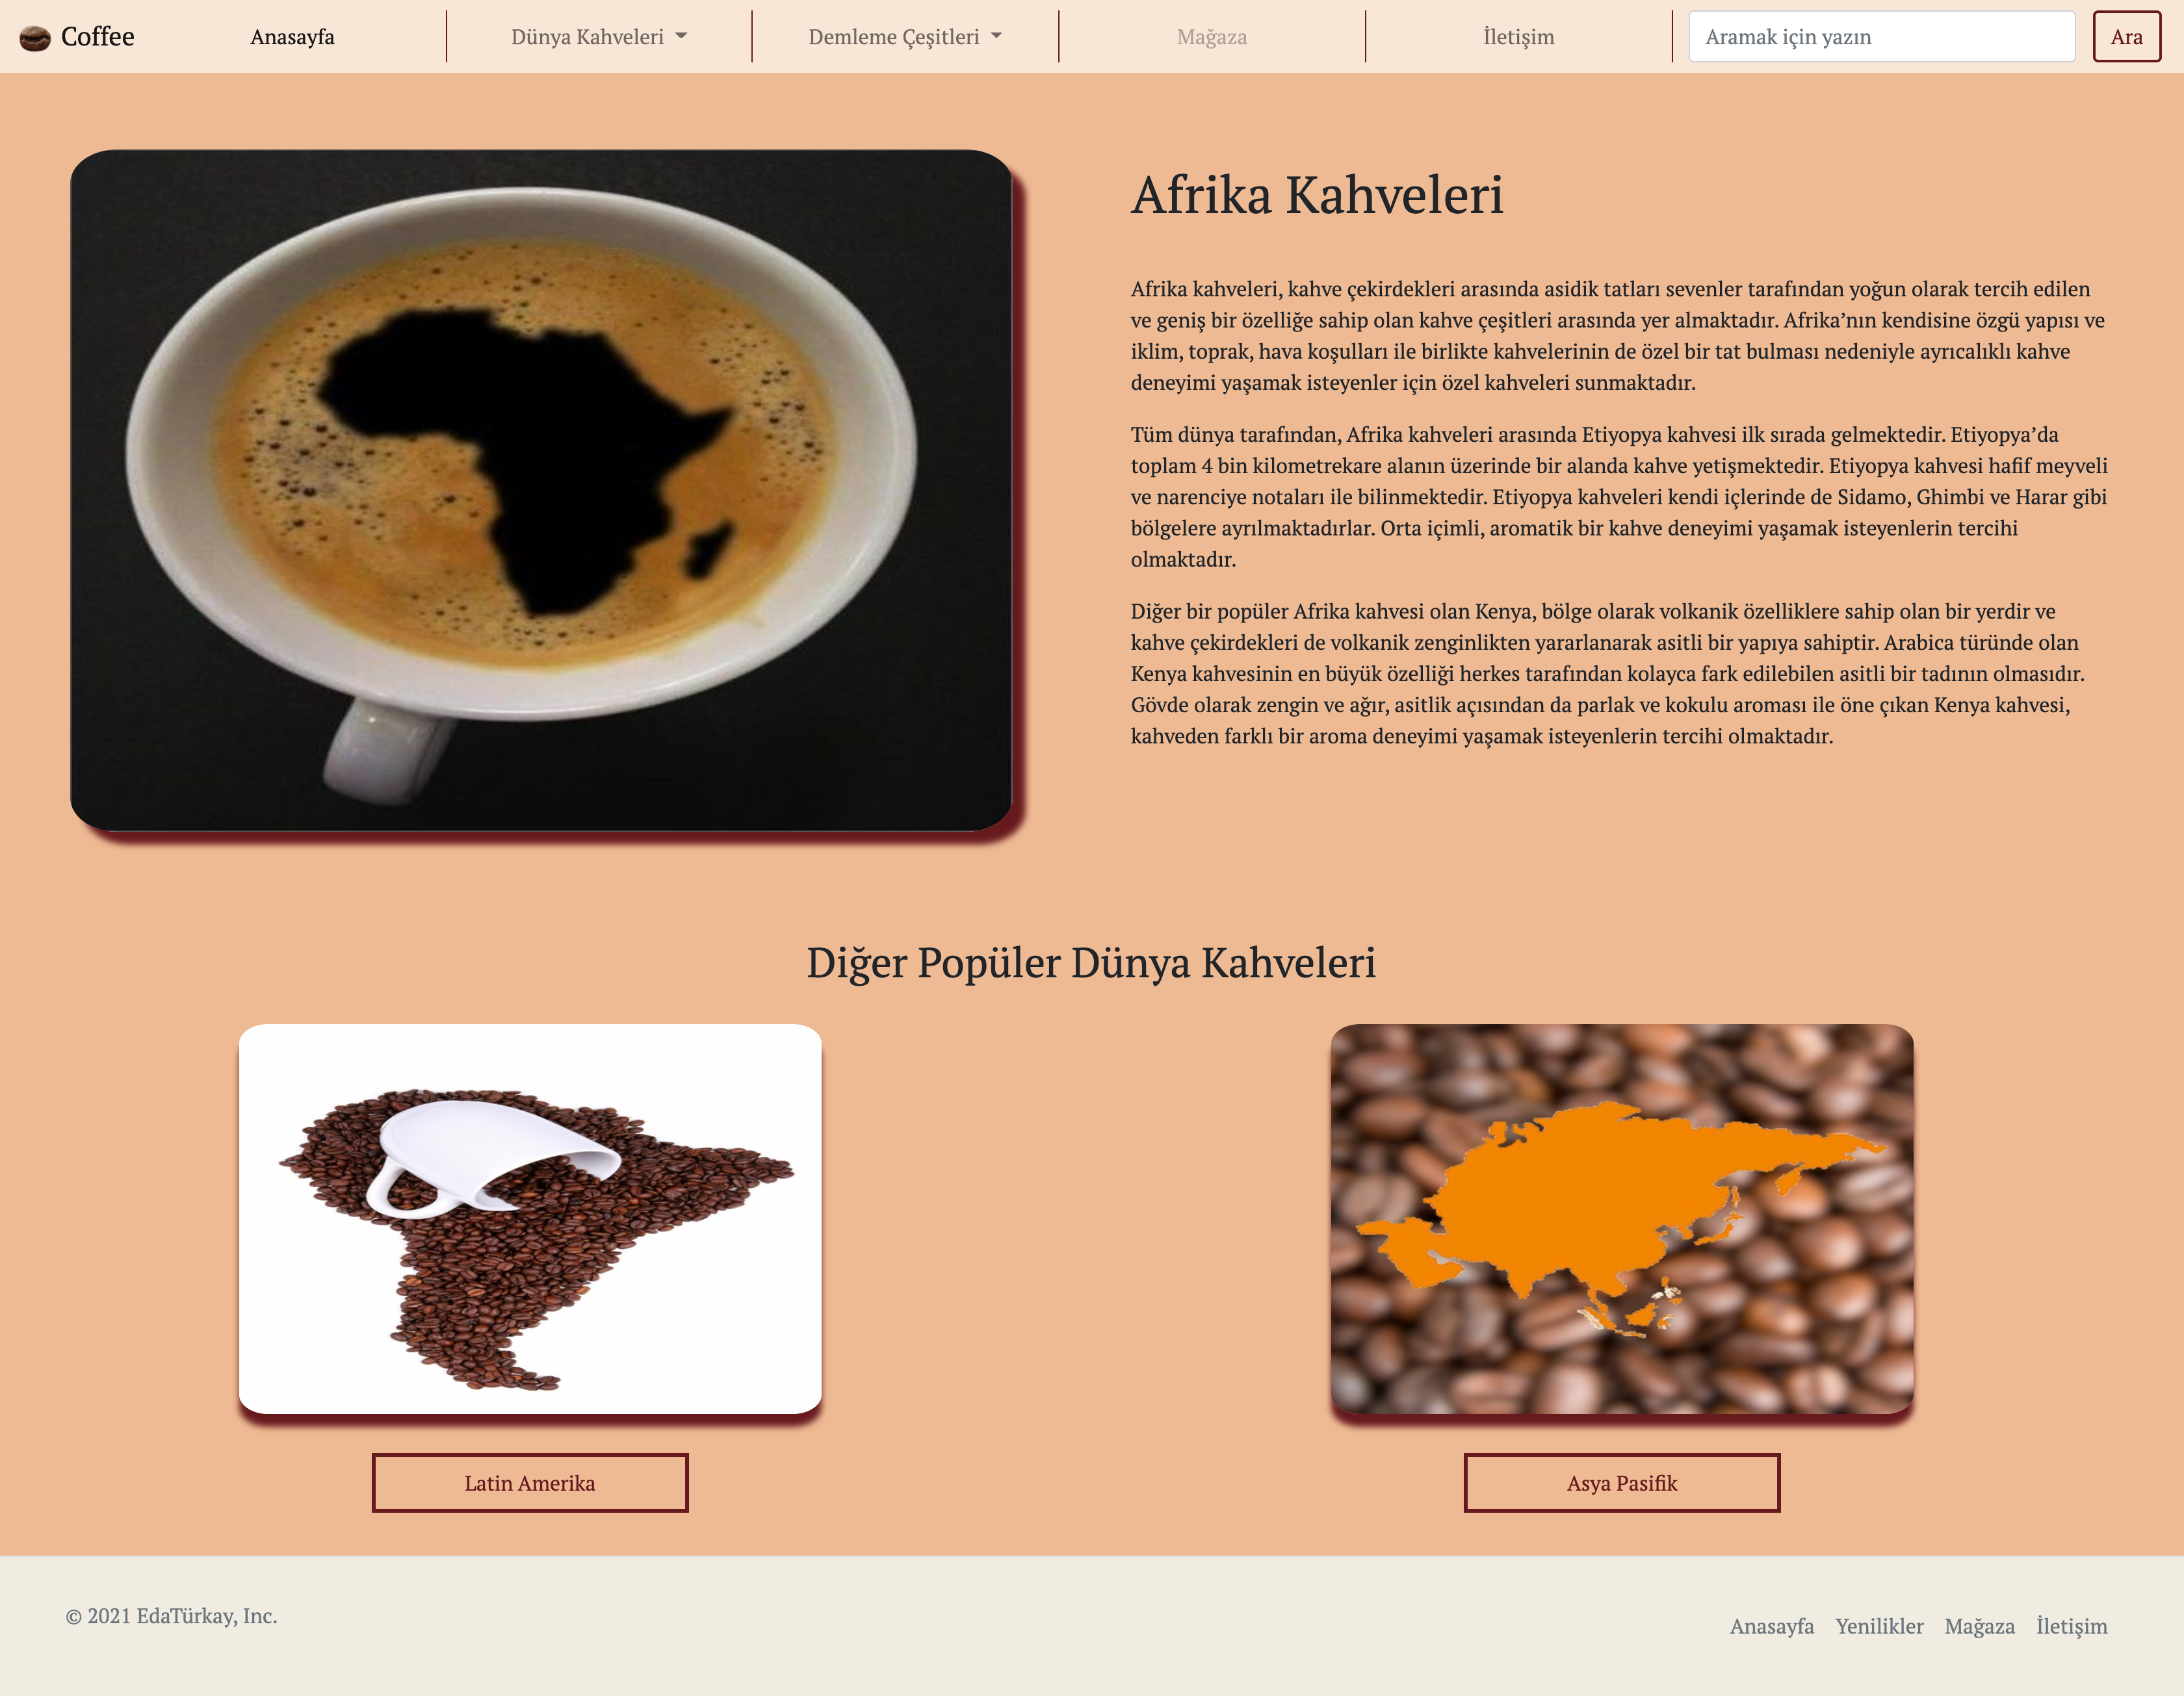 Coffee
Anasayfa
Dünya Kahveleri
Demleme Çeşitleri
Mağaza
İletişim
Aramak için yazın
Ara
Afrika Kahveleri
Afrika kahveleri, kahve çekirdekleri arasında asidik tatları sevenler tarafından yoğun olarak tercih edilen
ve geniş bir özelliğe sahip olan kahve çeşitleri arasında yer almaktadır. Afrika’nın kendisine özgü yapısı ve
iklim, toprak, hava koşulları ile birlikte kahvelerinin de özel bir tat bulması nedeniyle ayrıcalıklı kahve
deneyimi yaşamak isteyenler için özel kahveleri sunmaktadır.
Tüm dünya tarafından, Afrika kahveleri arasında Etiyopya kahvesi ilk sırada gelmektedir. Etiyopya’da
toplam 4 bin kilometrekare alanın üzerinde bir alanda kahve yetişmektedir. Etiyopya kahvesi hafif meyveli
ve narenciye notaları ile bilinmektedir. Etiyopya kahveleri kendi içlerinde de Sidamo, Ghimbi ve Harar gibi
bölgelere ayrılmaktadırlar. Orta içimli, aromatik bir kahve deneyimi yaşamak isteyenlerin tercihi
olmaktadır.
Diğer bir popüler Afrika kahvesi olan Kenya, bölge olarak volkanik özelliklere sahip olan bir yerdir ve
kahve çekirdekleri de volkanik zenginlikten yararlanarak asitli bir yapıya sahiptir. Arabica türünde olan
Kenya kahvesinin en büyük özelliği herkes tarafından kolayca fark edilebilen asitli bir tadının olmasıdır.
Gövde olarak zengin ve ağır, asitlik açısından da parlak ve kokulu aroması ile öne çıkan Kenya kahvesi,
kahveden farklı bir aroma deneyimi yaşamak isteyenlerin tercihi olmaktadır.
Diğer Popüler Dünya Kahveleri
Latin Amerika
Asya Pasifik
© 2021 EdaTürkay, Inc.
Anasayfa
Yenilikler
Mağaza
İletişim